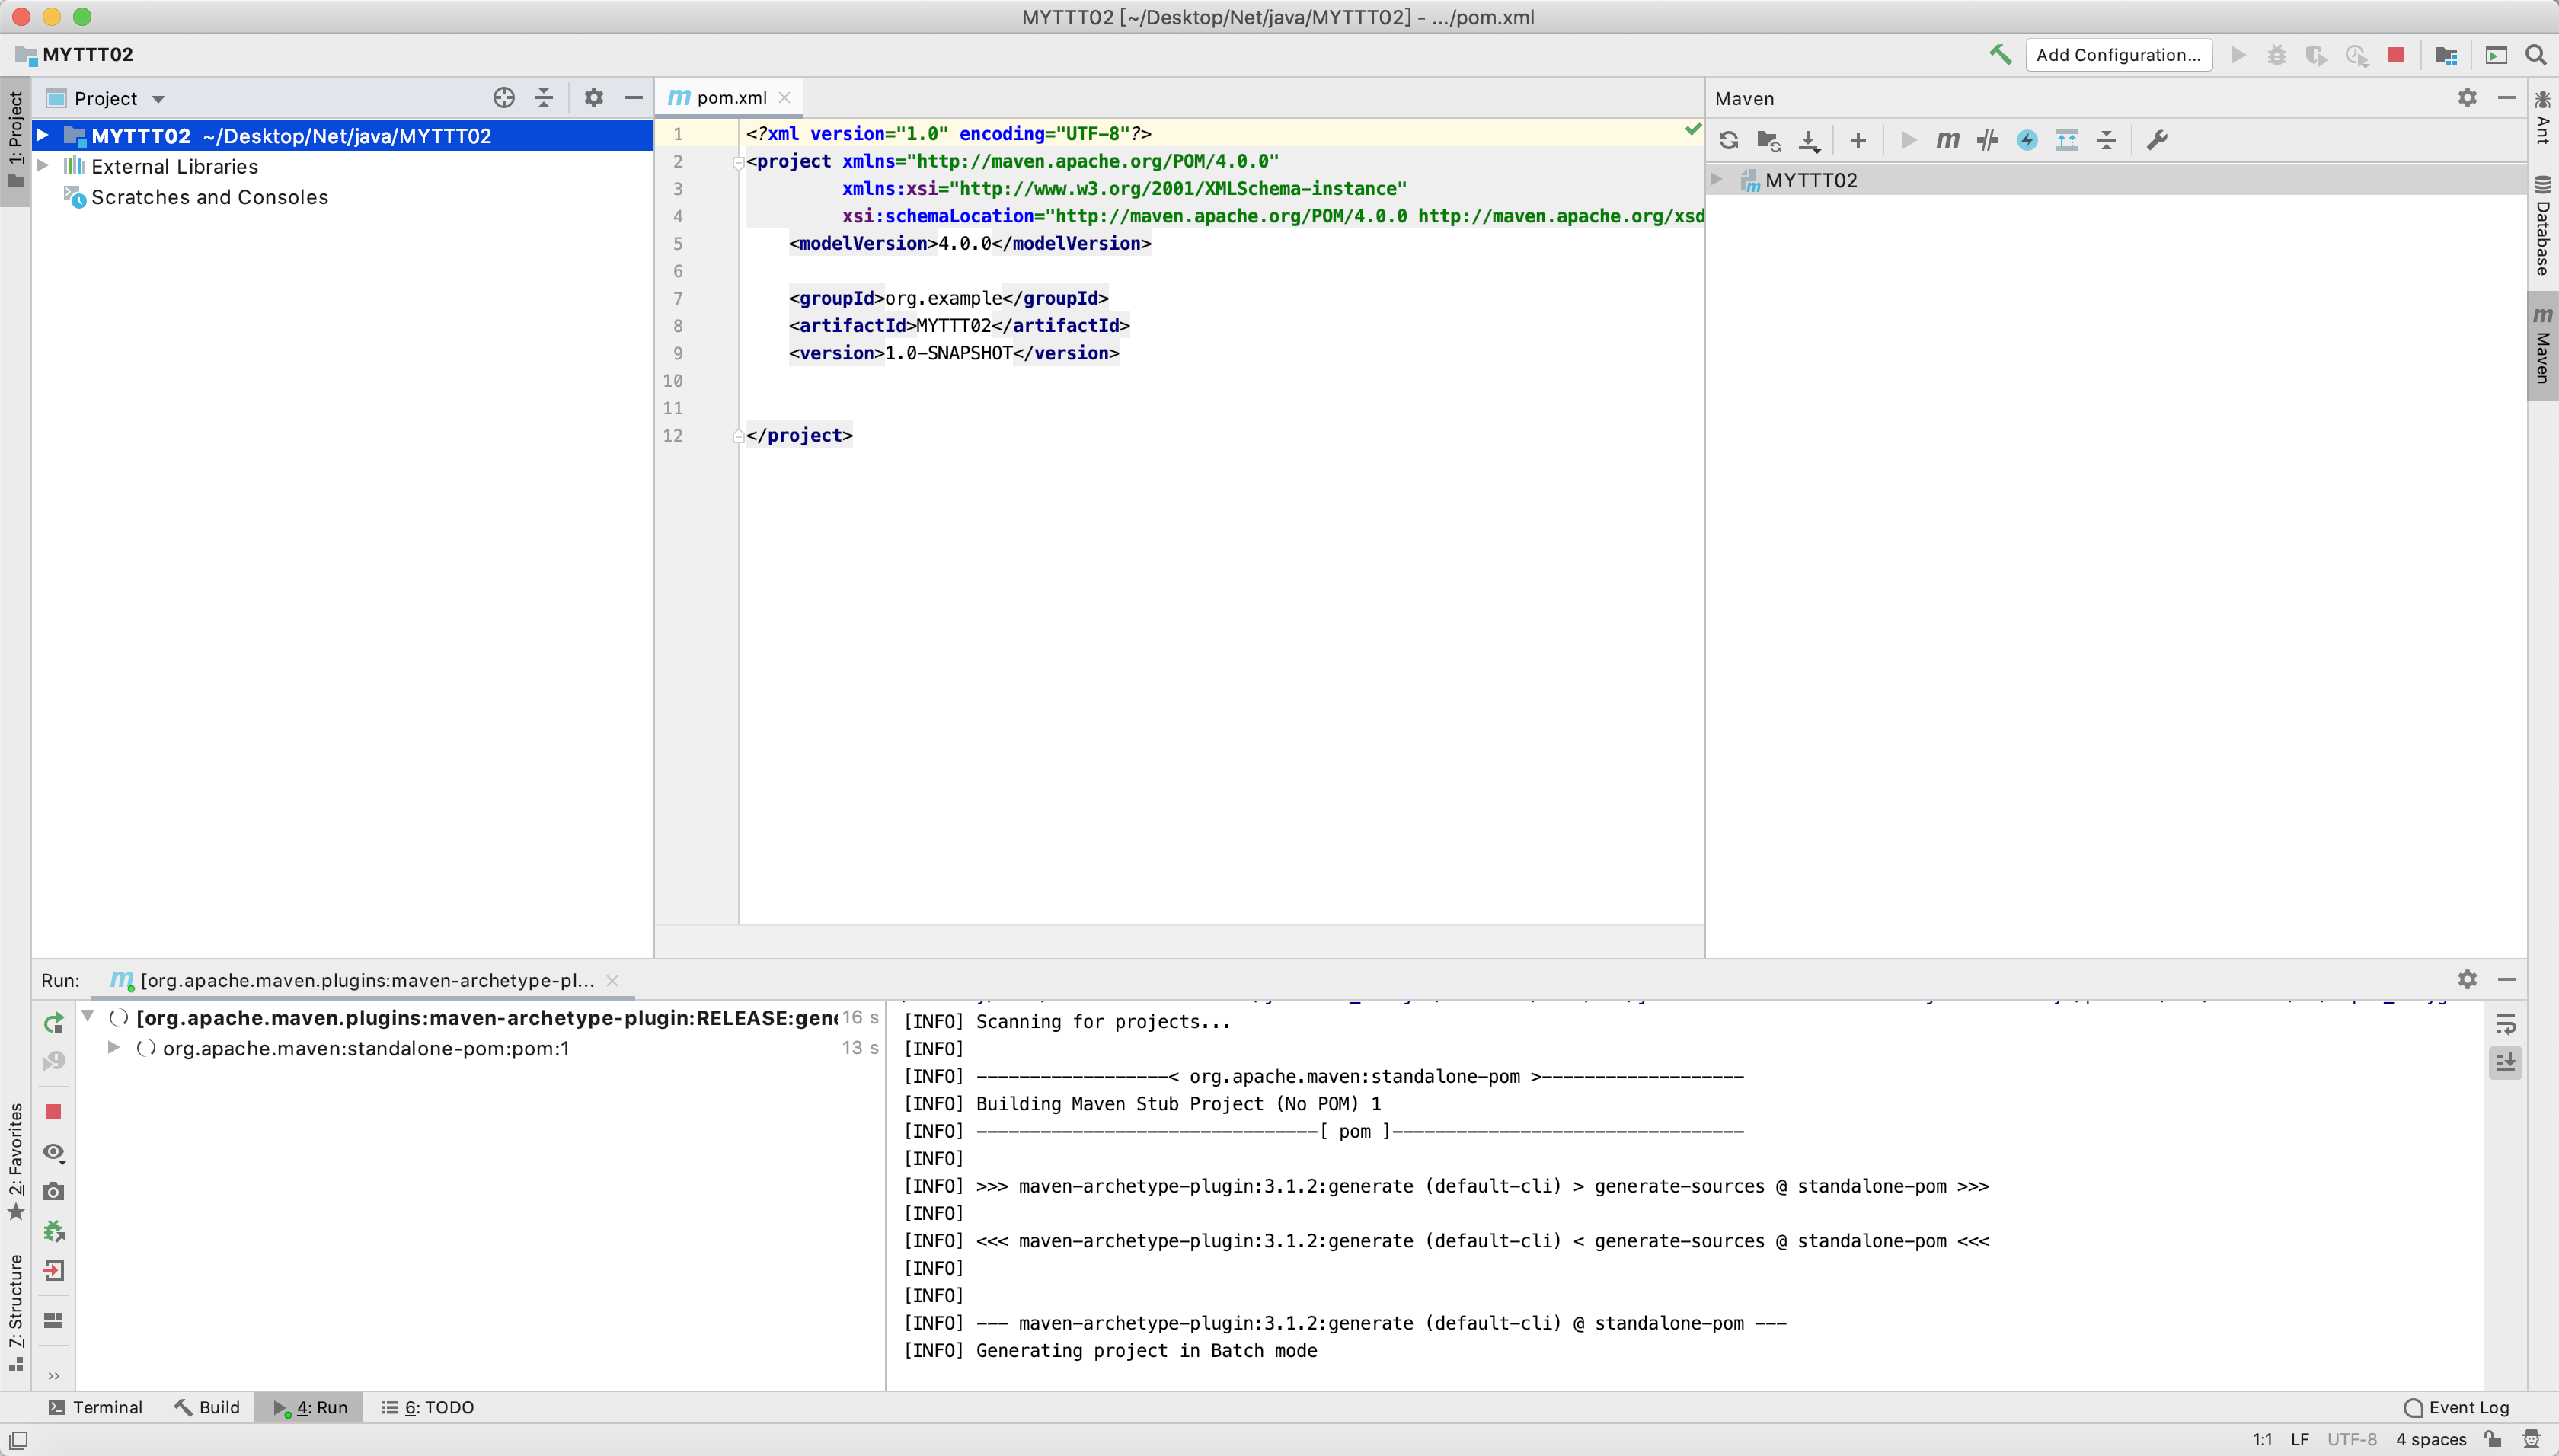 MYTTT02 [~/Desktop/Net/java/MYTTT02] - .../pom.xml
MYTTT02
Add Configuration...
1: Project
Project
MYTTT02 ~/Desktop/Net/java/MYTTT02
External Libraries
Scratches and Consoles
pom.xml
1 <?xml version="1.0" encoding="UTF-8"?>
2 <project xmlns="http://maven.apache.org/POM/4.0.0"
3 xmlns:xsi="http://www.w3.org/2001/XMLSchema-instance"
4 xsi:schemaLocation="http://maven.apache.org/POM/4.0.0 http://maven.apache.org/xsd
5 <modelVersion>4.0.0</modelVersion>
6
7 <groupId>org.example</groupId>
8 <artifactId>MYTTT02</artifactId>
9 <version>1.0-SNAPSHOT</version>
10
11
12 </project>
Maven
MYTTT02
Ant
Database
Maven
2: Favorites
Z: Structure
Run: [org.apache.maven.plugins:maven-archetype-pl...
[org.apache.maven.plugins:maven-archetype-plugin:RELEASE:gene 16 s
org.apache.maven:standalone-pom:pom:1 13 s
[INFO] Scanning for projects...
[INFO]
[INFO] ------------------< org.apache.maven:standalone-pom >-------------------
[INFO] Building Maven Stub Project (No POM) 1
[INFO] --------------------------------[ pom ]---------------------------------
[INFO]
[INFO] >>> maven-archetype-plugin:3.1.2:generate (default-cli) > generate-sources @ standalone-pom >>>
[INFO]
[INFO] <<< maven-archetype-plugin:3.1.2:generate (default-cli) < generate-sources @ standalone-pom <<<
[INFO]
[INFO]
[INFO] --- maven-archetype-plugin:3.1.2:generate (default-cli) @ standalone-pom ---
[INFO] Generating project in Batch mode
Terminal Build 4: Run 6: TODO Event Log
1:1 LF UTF-8 4 spaces